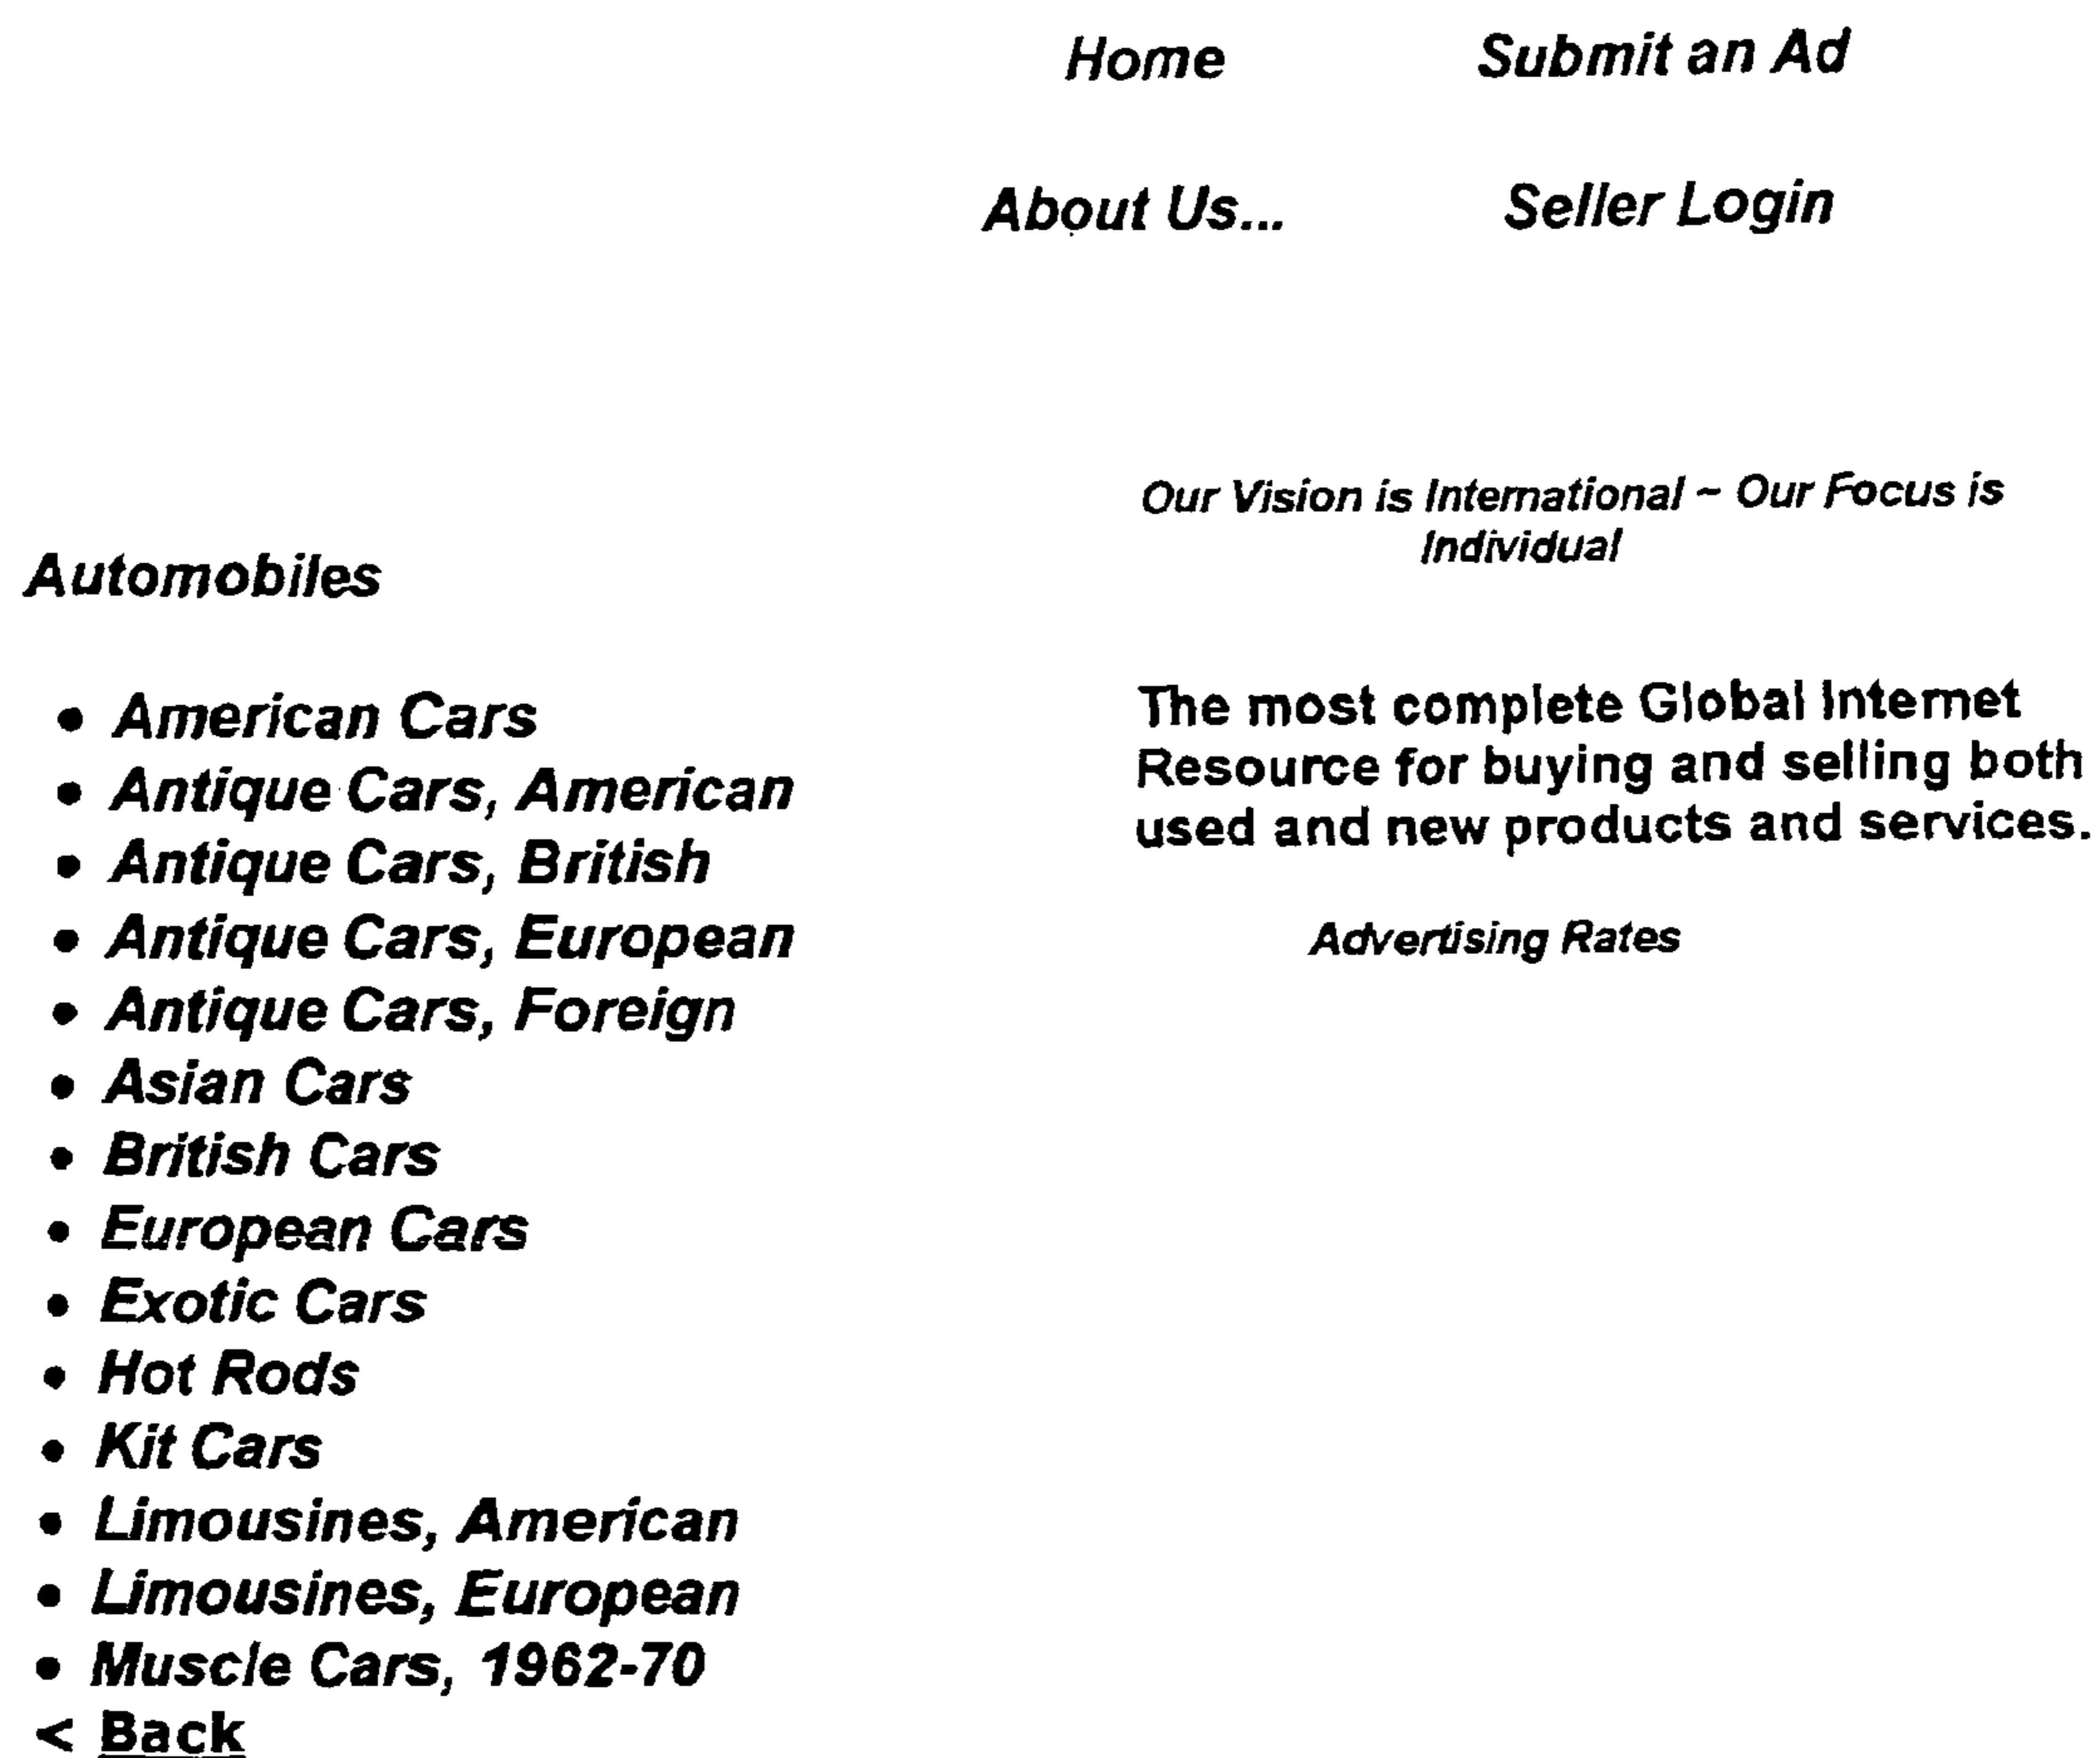 Home Submit an Ad
About Us... Seller Login
Our Vision is International ~ Our Focus is
Individual
Automobiles
• American Cars
• Antique Cars, American
• Antique Cars, British
• Antique Cars, European
• Antique Cars, Foreign
• Asian Cars
• British Cars
• European Cars
• Exotic Cars
• Hot Rods
• Kit Cars
• Limousines, American
• Limousines, European
• Muscle Cars, 1962-70
< Back
The most complete Global Internet
Resource for buying and selling both
used and new products and services.
Advertising Rates